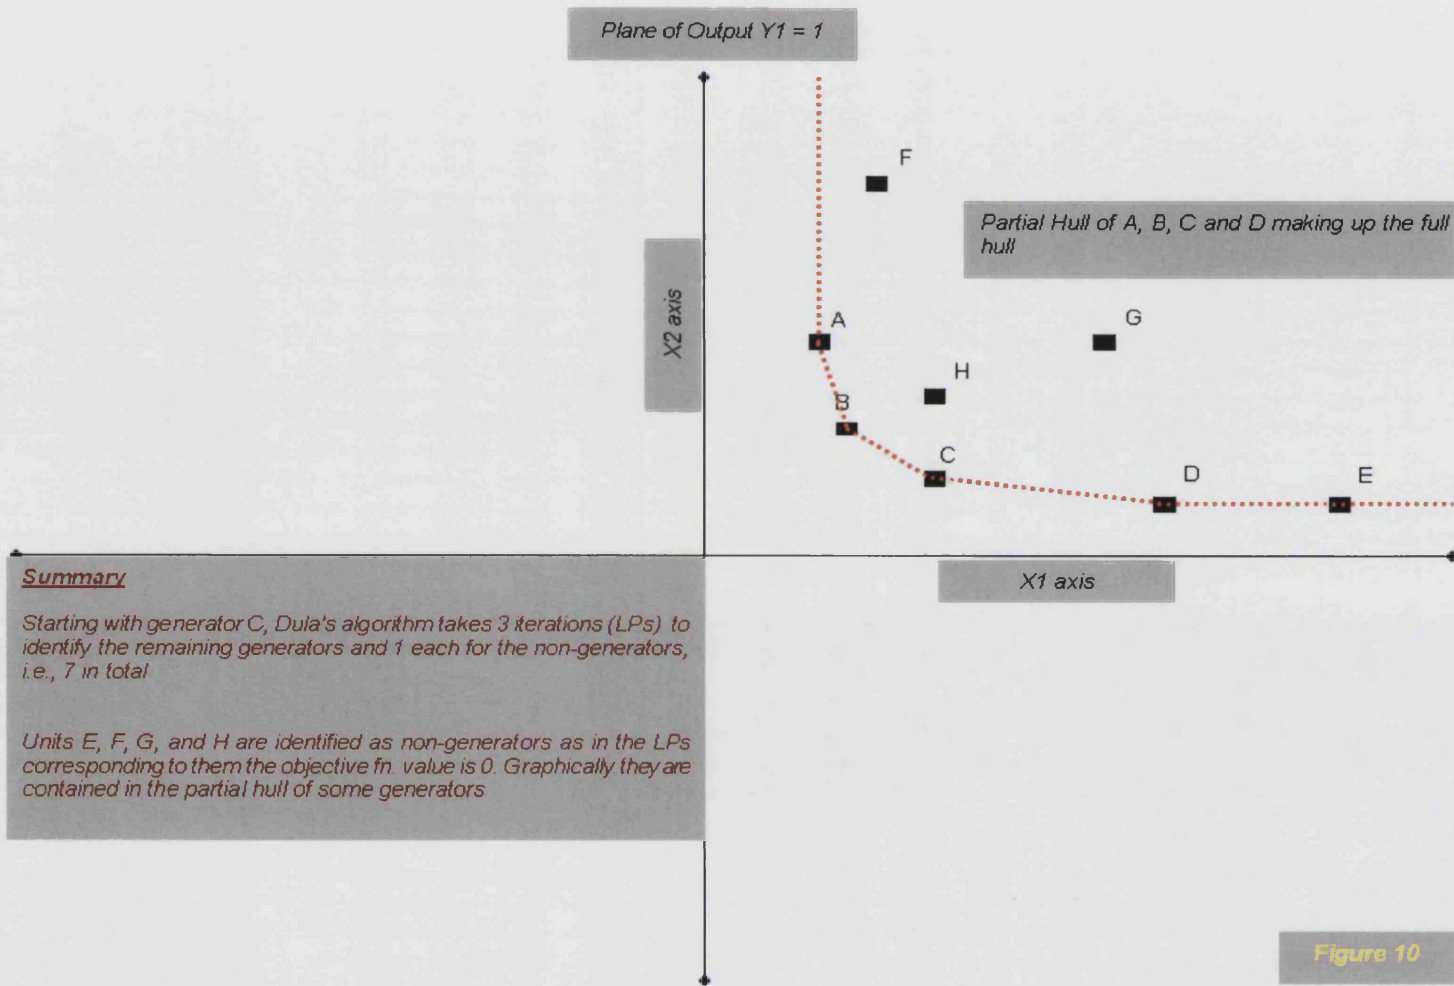 Plane of Output Y1 = 1
F
Partial Hull of A, B, C and D making up the full
hull
X2 axis
A
G
H
B
C
D
E
X1 axis
Summary
Starting with generator C, Dula's algorithm takes 3 iterations (LPs) to
identify the remaining generators and 1 each for the non-generators,
i.e., 7 in total
Units E, F, G, and H are identified as non-generators as in the LPs
corresponding to them the objective fn. value is 0. Graphically they are
contained in the partial hull of some generators
Figure 10